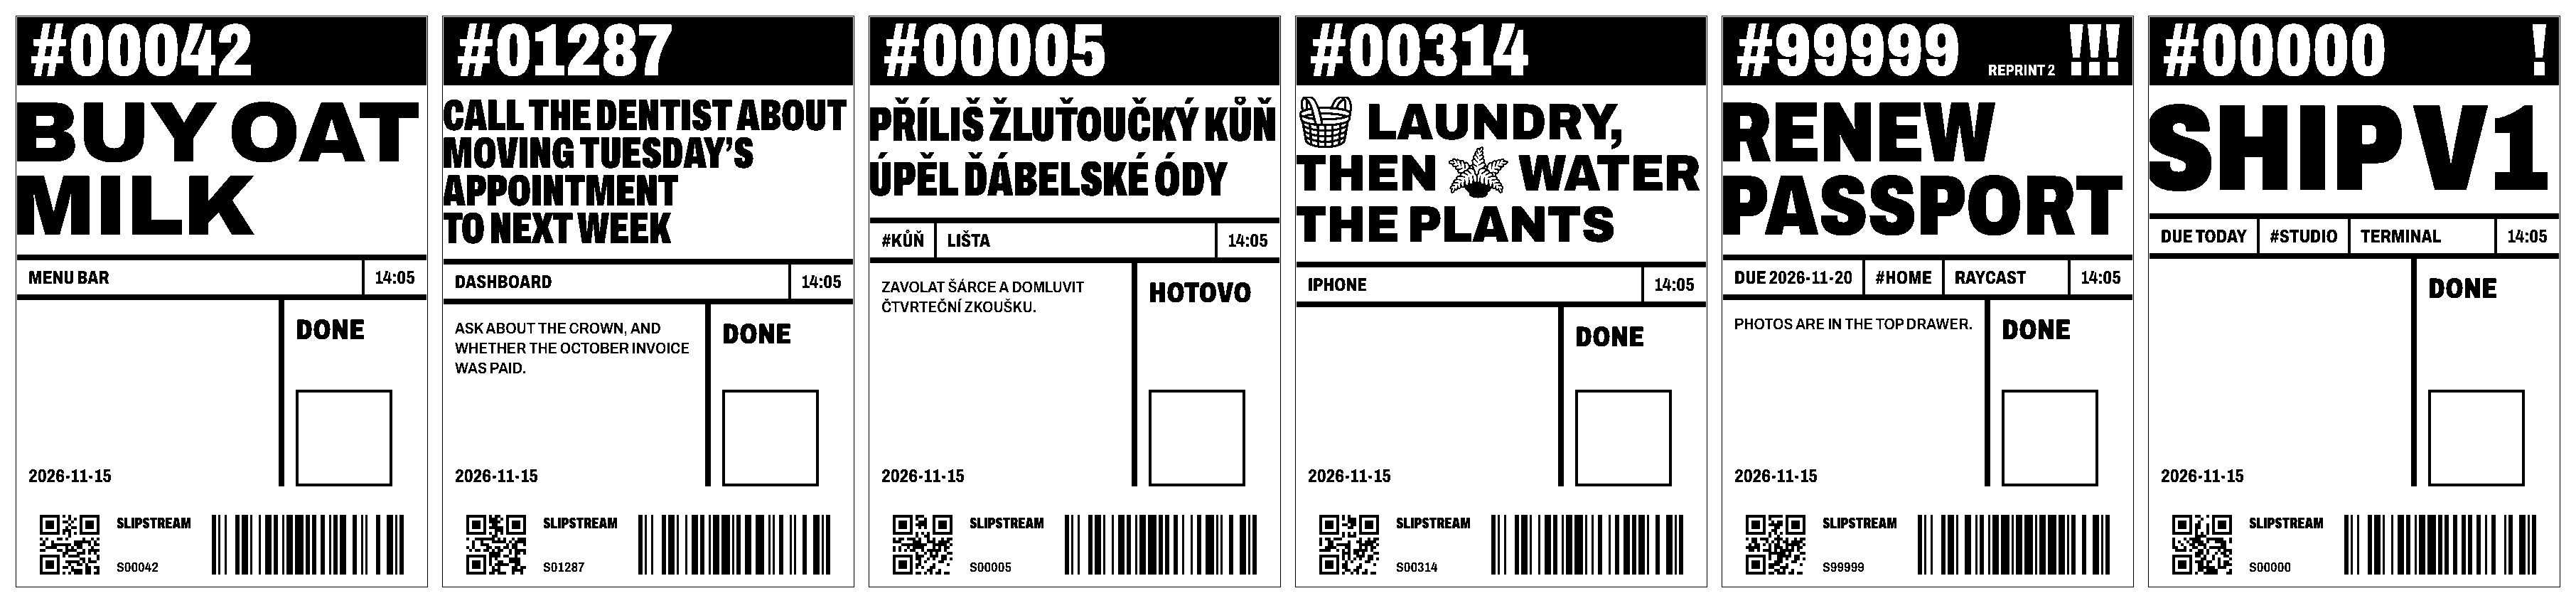 #00042
BUY OAT
MILK
MENU BAR
14:05
DONE
2026-11-15
SLIPSTREAM
S00042
#01287
CALL THE DENTIST ABOUT
MOVING TUESDAY’S
APPOINTMENT
TO NEXT WEEK
DASHBOARD
14:05
ASK ABOUT THE CROWN, AND
WHETHER THE OCTOBER INVOICE
WAS PAID.
DONE
2026-11-15
SLIPSTREAM
S01287
#00005
PŘÍLIŠ ŽLUŤOUČKÝ KŮŇ
ÚPĚL ĎÁBELSKÉ ÓDY
#KŮŇ
LIŠTA
14:05
ZAVOLAT ŠÁRCE A DOMLUVIT
ČTVRTEČNÍ ZKOUŠKU.
HOTOVO
2026-11-15
SLIPSTREAM
S00005
#00314
LAUNDRY,
THEN WATER
THE PLANTS
IPHONE
14:05
DONE
2026-11-15
SLIPSTREAM
S00314
#99999
REPRINT 2
!!!
RENEW
PASSPORT
DUE 2026-11-20
#HOME
RAYCAST
14:05
PHOTOS ARE IN THE TOP DRAWER.
DONE
2026-11-15
SLIPSTREAM
S99999
#00000
!
SHIP V1
DUE TODAY
#STUDIO
TERMINAL
14:05
DONE
2026-11-15
SLIPSTREAM
S00000